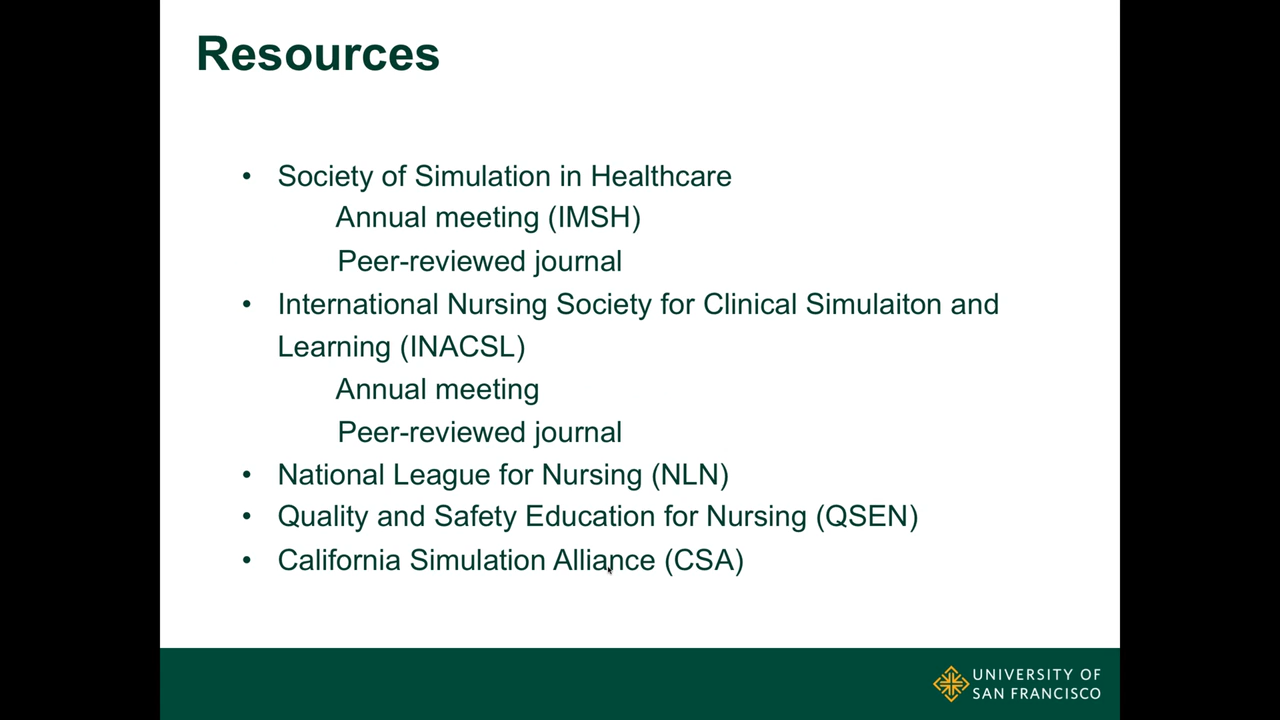 Resources
• Society of Simulation in Healthcare
Annual meeting (IMSH)
Peer-reviewed journal
• International Nursing Society for Clinical Simulaiton and
Learning (INACSL)
Annual meeting
Peer-reviewed journal
• National League for Nursing (NLN)
• Quality and Safety Education for Nursing (QSEN)
• California Simulation Alliance (CSA)
UNIVERSITY OF
SAN FRANCISCO